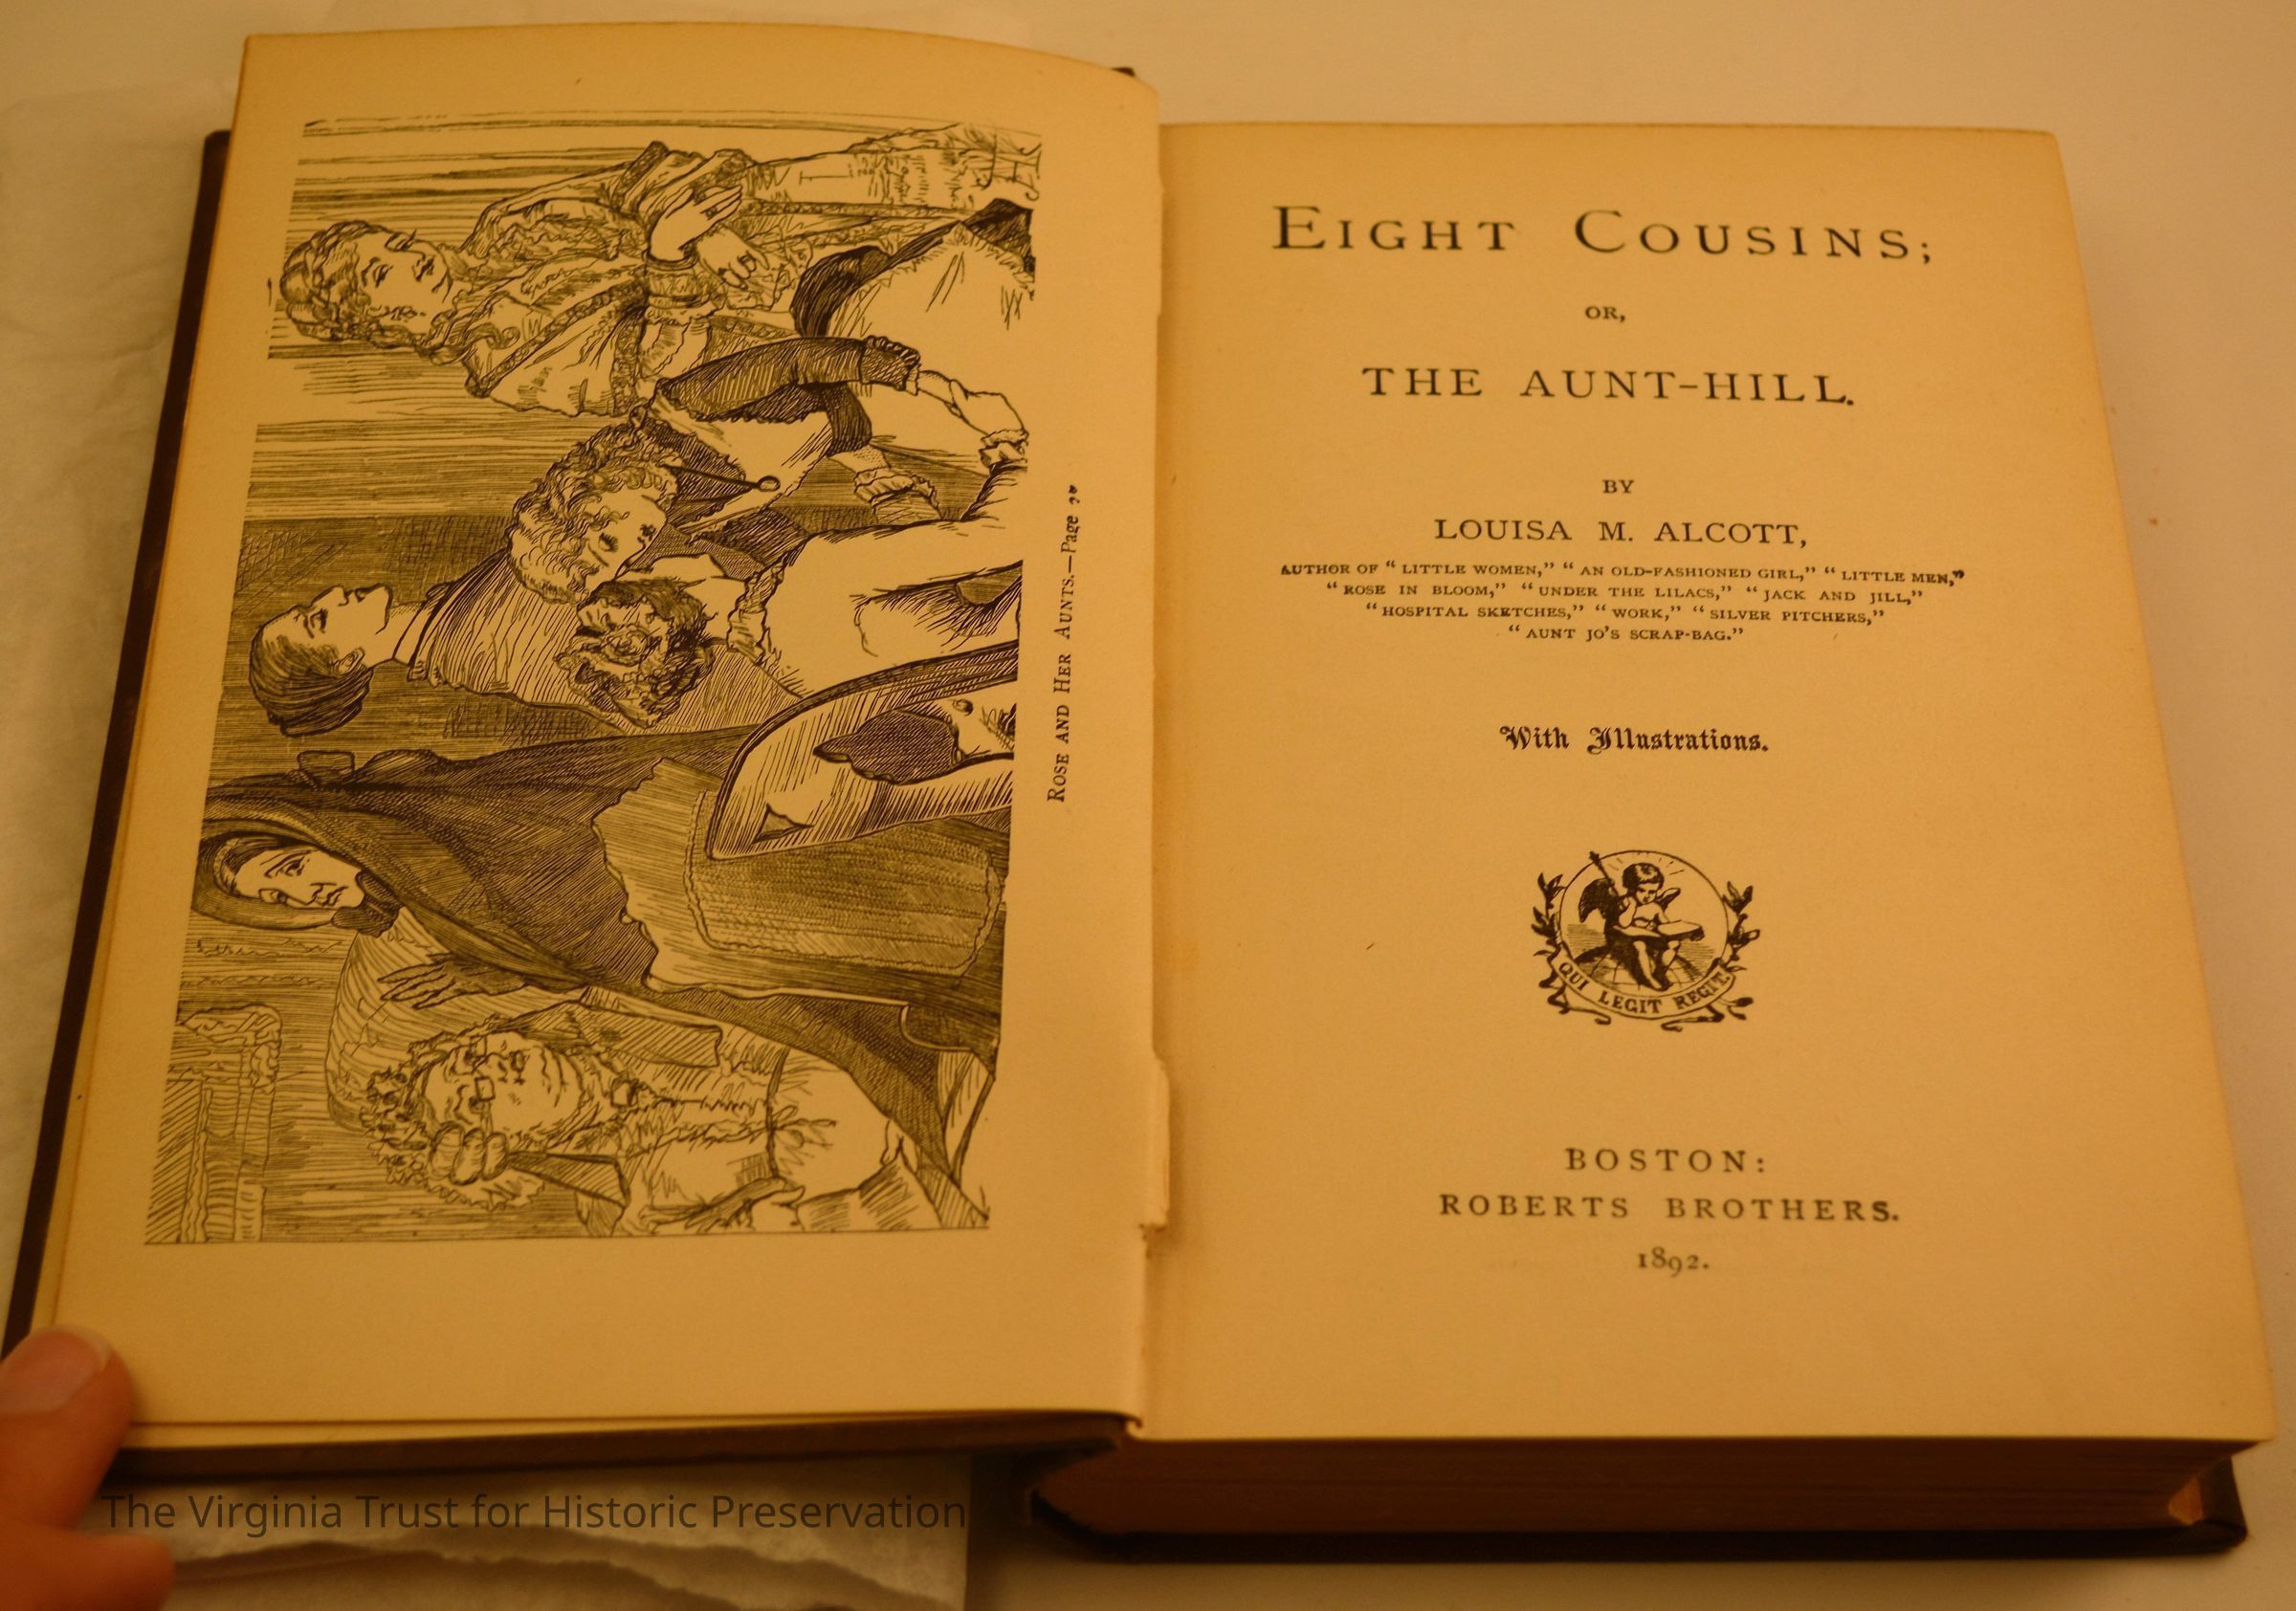 ROSE AND HER AUNTS.—Page
EIGHT COUSINS;
OR,
THE AUNT-HILL.
BY
LOUISA M. ALCOTT,
AUTHOR OF “ LITTLE WOMEN,” “ AN OLD-FASHIONED GIRL,” “ LITTLE MEN,”
“ ROSE IN BLOOM,” “ UNDER THE LILACS,” “ JACK AND JILL,”
“ HOSPITAL SKETCHES,” “ WORK,” “ SILVER PITCHERS,”
“ AUNT JO’S SCRAP-BAG.”
With Illustrations.
QUI LEGIT REGIT.
BOSTON:
ROBERTS BROTHERS.
1892.
The Virginia Trust for Historic Preservation